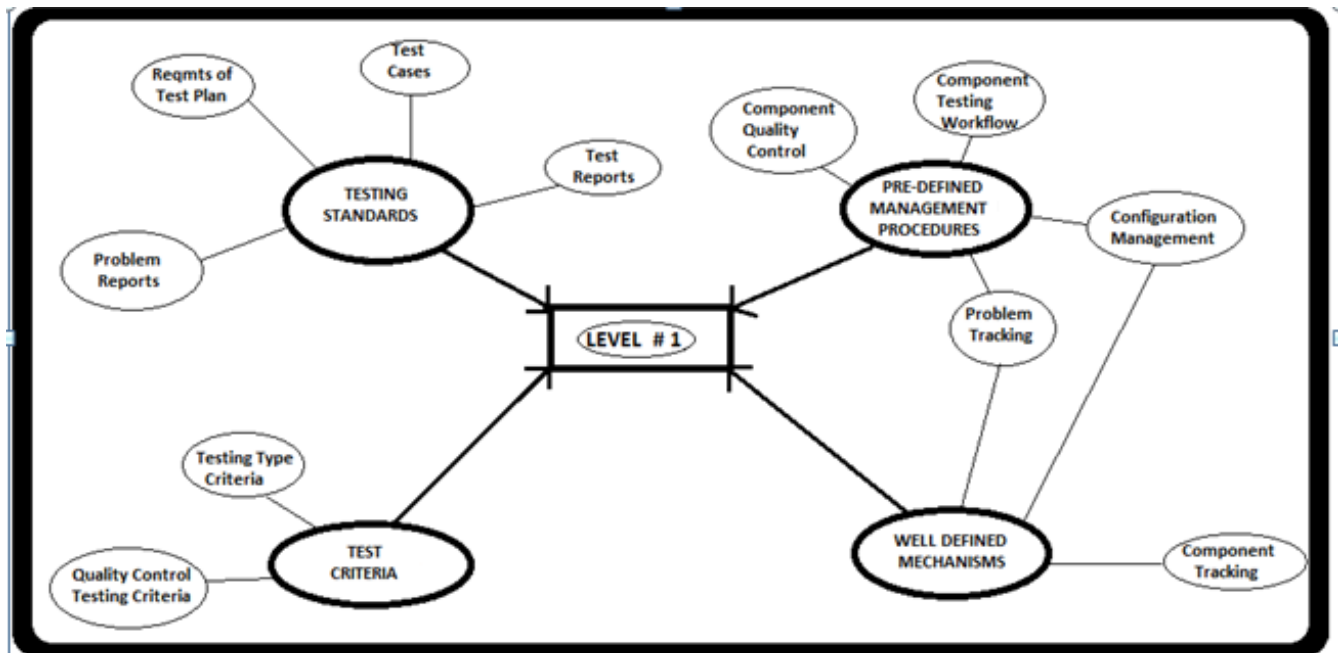 Reqmts of
Test Plan
Test
Cases
Test
Reports
TESTING
STANDARDS
Problem
Reports
Component
Quality
Control
Component
Testing
Workflow
PRE-DEFINED
MANAGEMENT
PROCEDURES
Configuration
Management
Problem
Tracking
LEVEL # 1
Testing Type
Criteria
Quality Control
Testing Criteria
TEST
CRITERIA
WELL DEFINED
MECHANISMS
Component
Tracking